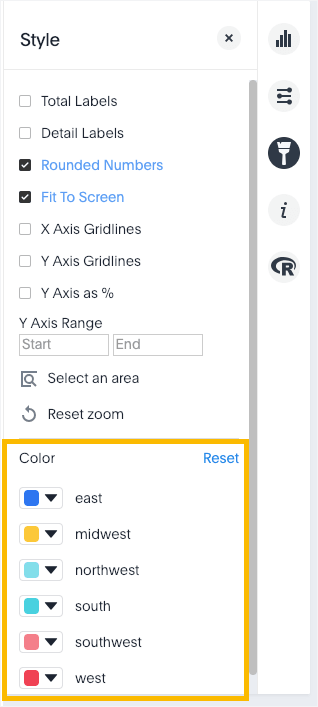 Style
Total Labels
Detail Labels
Rounded Numbers
Fit To Screen
X Axis Gridlines
Y Axis Gridlines
Y Axis as %
Y Axis Range
Start End
Select an area
Reset zoom
Color Reset
east
midwest
northwest
south
southwest
west
i
R